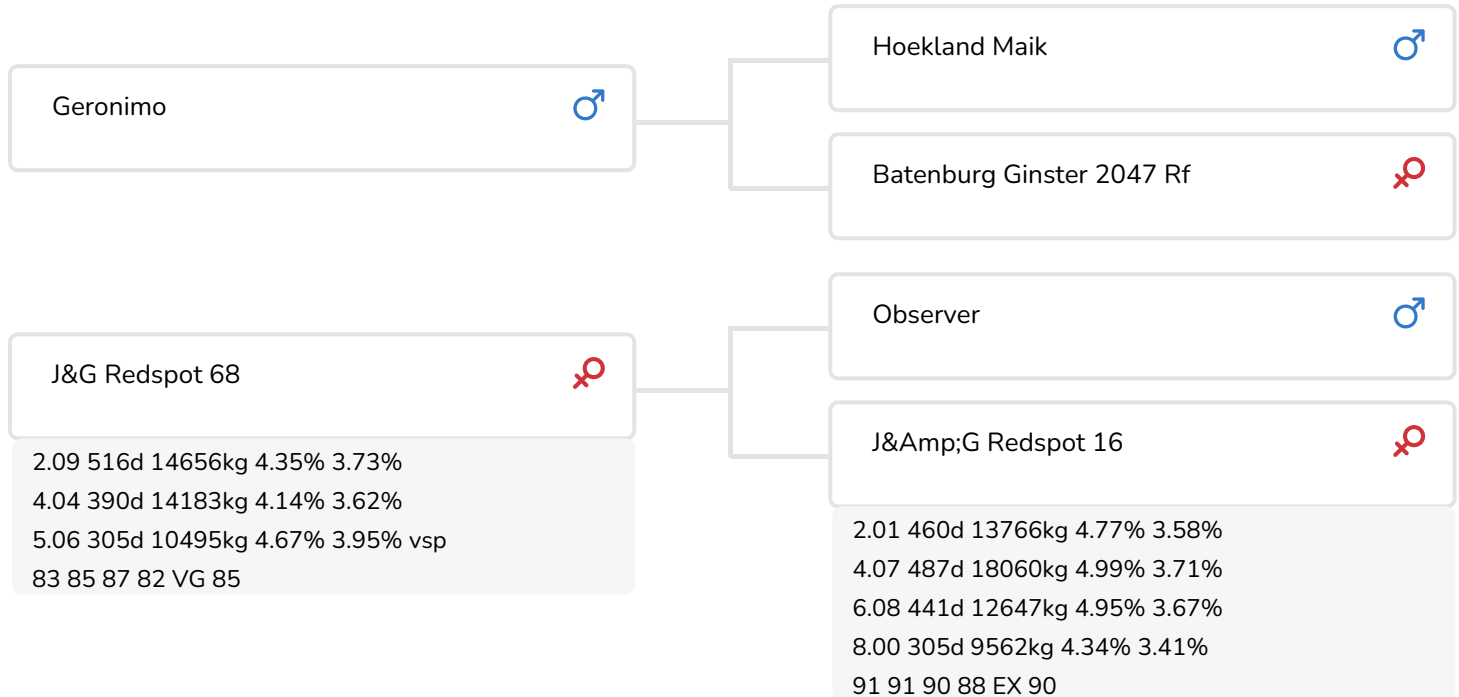 Geronimo
J&G Redspot 68
2.09 516d 14656kg 4.35% 3.73%
4.04 390d 14183kg 4.14% 3.62%
5.06 305d 10495kg 4.67% 3.95% vsp
83 85 87 82 VG 85
Hoekland Maik
Batenburg Ginster 2047 Rf
Observer
J&Amp;G Redspot 16
2.01 460d 13766kg 4.77% 3.58%
4.07 487d 18060kg 4.99% 3.71%
6.08 441d 12647kg 4.95% 3.67%
8.00 305d 9562kg 4.34% 3.41%
91 91 90 88 EX 90